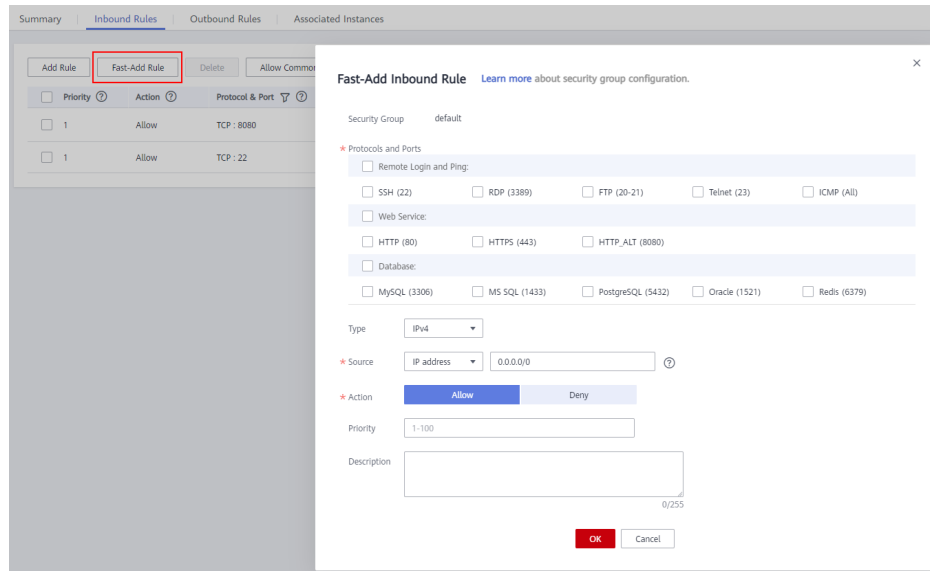 Summary Inbound Rules Outbound Rules Associated Instances
Add Rule Fast-Add Rule Delete Allow Common
Priority Action Protocol & Port
1 Allow TCP : 8080
1 Allow TCP : 22
Fast-Add Inbound Rule Learn more about security group configuration.
Security Group default
* Protocols and Ports
Remote Login and Ping:
SSH (22) RDP (3389) FTP (20-21) Telnet (23) ICMP (All)
Web Service:
HTTP (80) HTTPS (443) HTTP_ALT (8080)
Database:
MySQL (3306) MS SQL (1433) PostgreSQL (5432) Oracle (1521) Redis (6379)
Type IPv4
* Source IP address 0.0.0.0/0
* Action Allow Deny
Priority 1-100
Description
0/255
OK Cancel